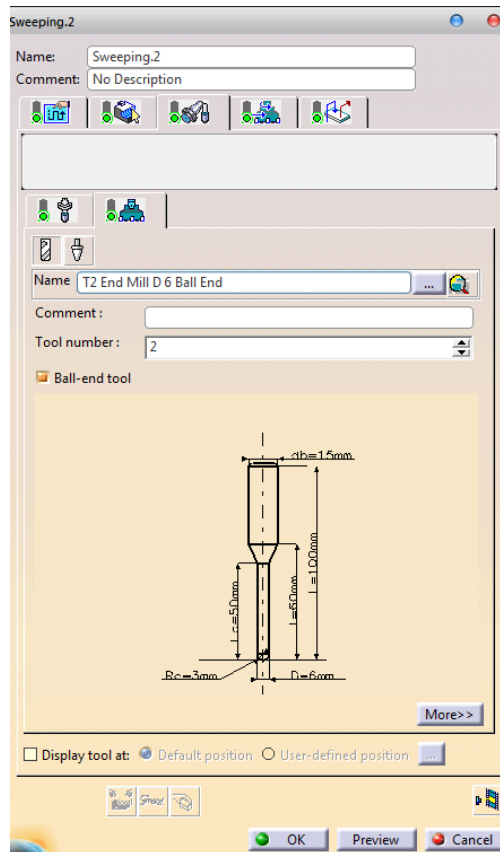 Sweeping.2
Name: Sweeping.2
Comment: No Description
Name T2 End Mill D 6 Ball End ...
Comment :
Tool number : 2
Ball-end tool
db=15mm
L=100mm
l=60mm
Lc=50mm
Rc=3mm D=6mm
More>>
Display tool at: Default position User-defined position ...
OK Preview Cancel